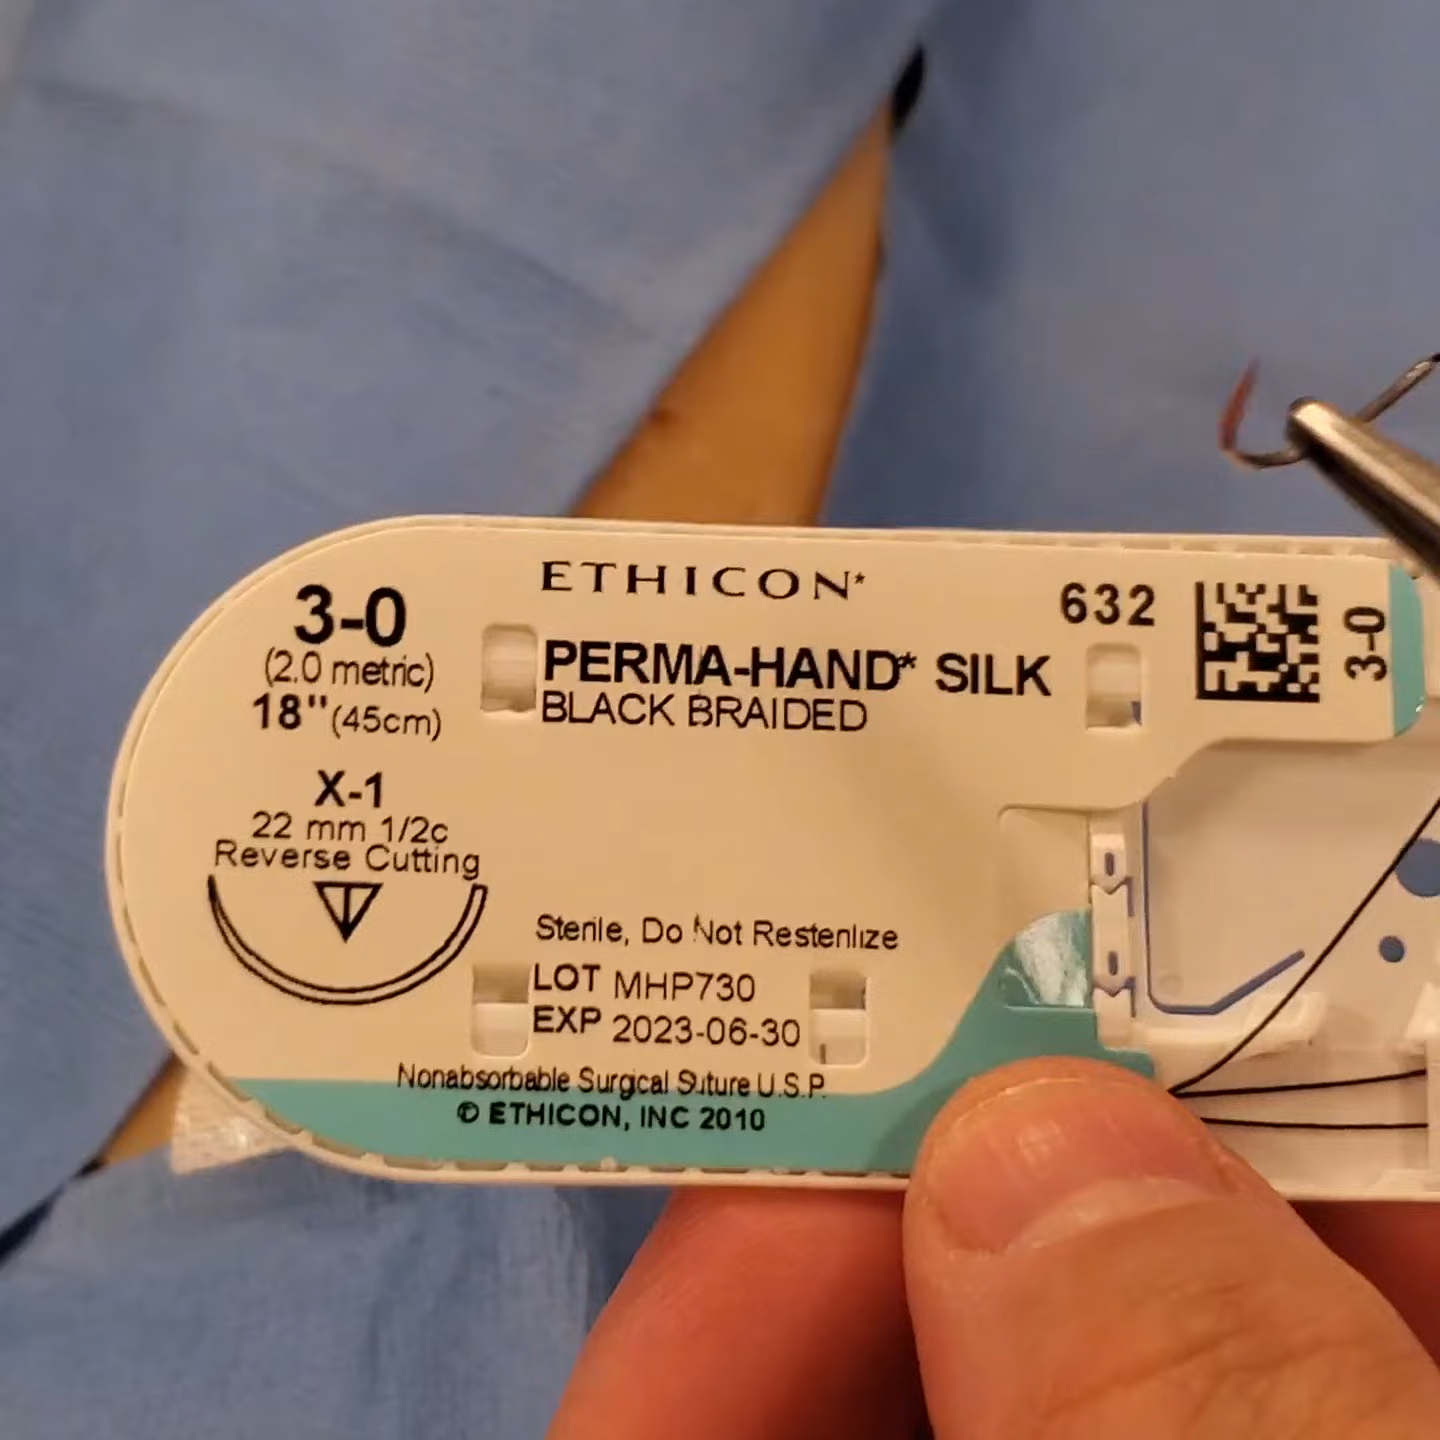 ETHICON*
632
3-0
(2.0 metric)
18" (45cm)
PERMA-HAND* SILK
BLACK BRAIDED
3-0
X-1
22 mm 1/2c
Reverse Cutting
Sterile, Do Not Resterilize
LOT MHP730
EXP 2023-06-30
Nonabsorbable Surgical Suture U.S.P.
© ETHICON, INC 2010